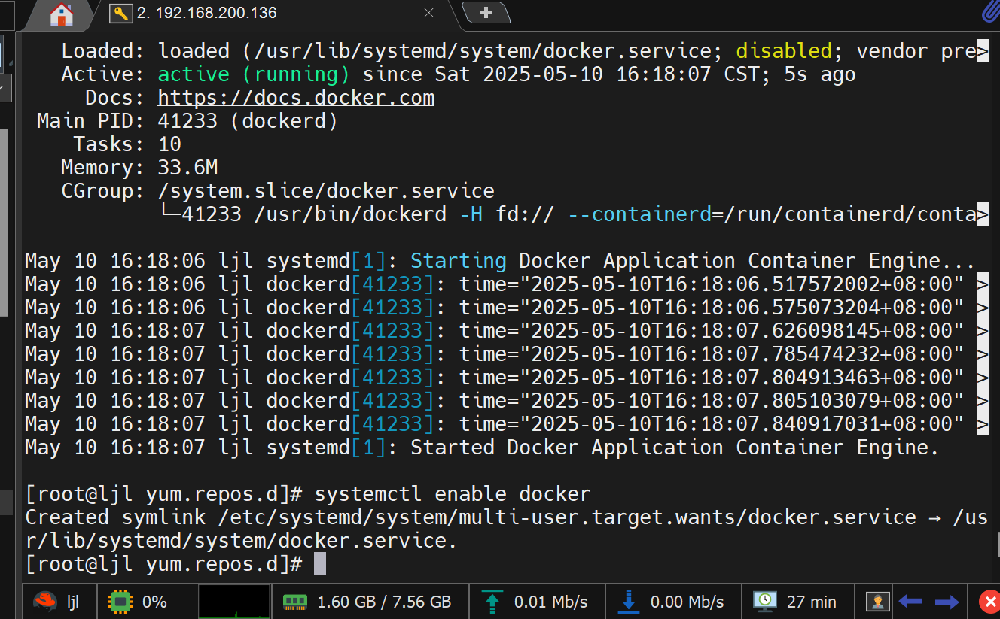 2. 192.168.200.136
Loaded: loaded (/usr/lib/systemd/system/docker.service; disabled; vendor pre>
Active: active (running) since Sat 2025-05-10 16:18:07 CST; 5s ago
Docs: https://docs.docker.com
Main PID: 41233 (dockerd)
Tasks: 10
Memory: 33.6M
CGroup: /system.slice/docker.service
└─41233 /usr/bin/dockerd -H fd:// --containerd=/run/containerd/conta>
May 10 16:18:06 ljl systemd[1]: Starting Docker Application Container Engine...
May 10 16:18:06 ljl dockerd[41233]: time="2025-05-10T16:18:06.517572002+08:00" >
May 10 16:18:06 ljl dockerd[41233]: time="2025-05-10T16:18:06.575073204+08:00" >
May 10 16:18:07 ljl dockerd[41233]: time="2025-05-10T16:18:07.626098145+08:00" >
May 10 16:18:07 ljl dockerd[41233]: time="2025-05-10T16:18:07.785474232+08:00" >
May 10 16:18:07 ljl dockerd[41233]: time="2025-05-10T16:18:07.804913463+08:00" >
May 10 16:18:07 ljl dockerd[41233]: time="2025-05-10T16:18:07.805103079+08:00" >
May 10 16:18:07 ljl dockerd[41233]: time="2025-05-10T16:18:07.840917031+08:00" >
May 10 16:18:07 ljl systemd[1]: Started Docker Application Container Engine.
[root@ljl yum.repos.d]# systemctl enable docker
Created symlink /etc/systemd/system/multi-user.target.wants/docker.service → /us
r/lib/systemd/system/docker.service.
[root@ljl yum.repos.d]#
ljl 0% 1.60 GB / 7.56 GB 0.01 Mb/s 0.00 Mb/s 27 min